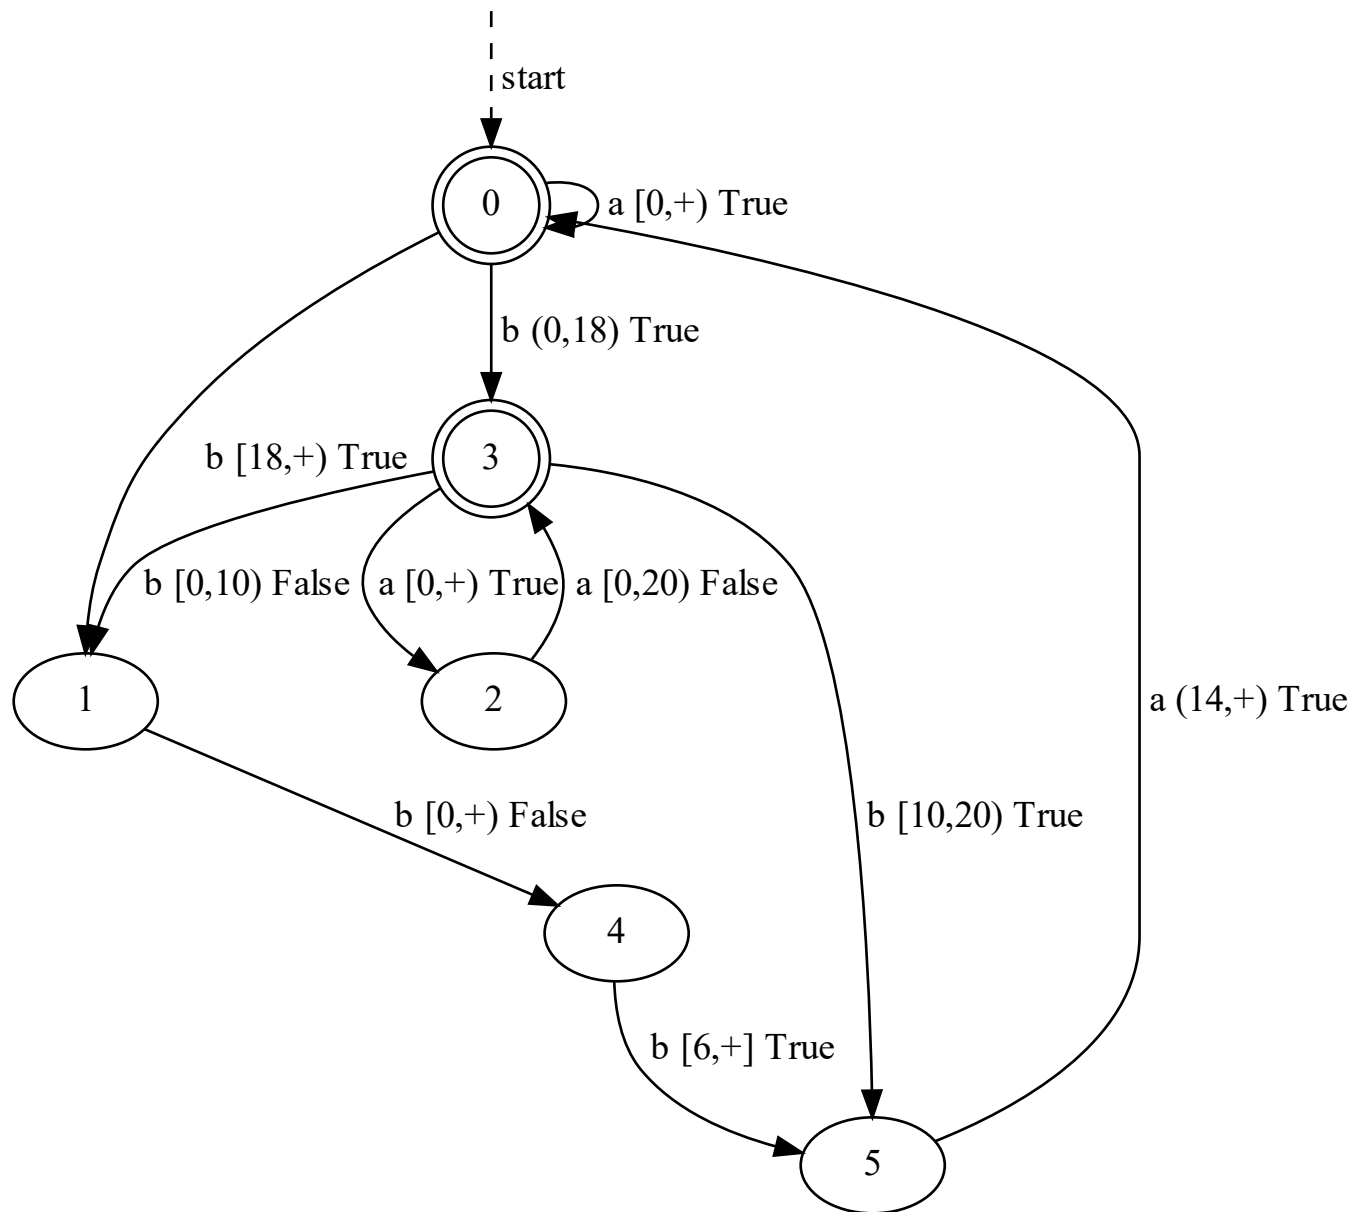 start
0
a [0,+) True
b (0,18) True
b [18,+) True
3
b [0,10) False
a [0,+) True
a [0,20) False
1
2
a (14,+) True
b [0,+) False
b [10,20) True
4
b [6,+] True
5